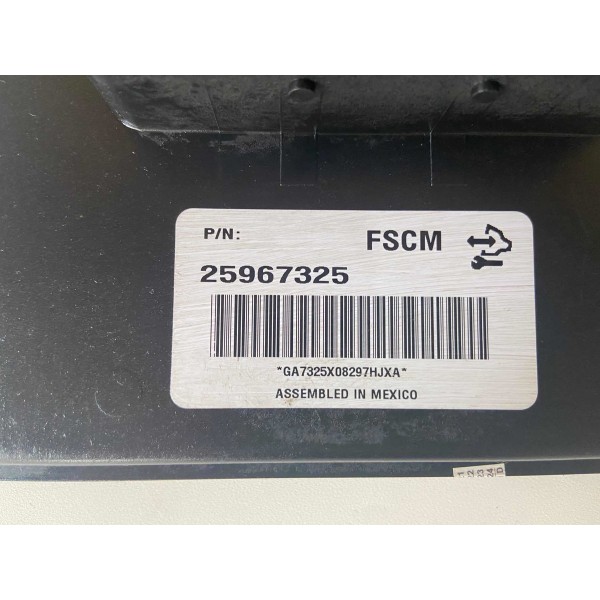 P/N: FSCM
25967325
*GA7325X08297HJXA*
ASSEMBLED IN MEXICO